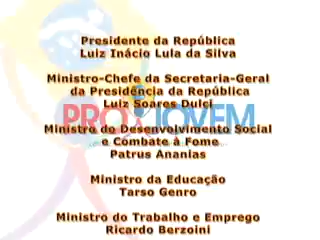 Presidente da República
Luiz Inácio Lula da Silva
Ministro-Chefe da Secretaria-Geral
da Presidência da República
Luiz Soares Dulci
PROJOVEM
Ministro do Desenvolvimento Social
e Combate à Fome
Patrus Ananias
Ministro da Educação
Tarso Genro
Ministro do Trabalho e Emprego
Ricardo Berzoini